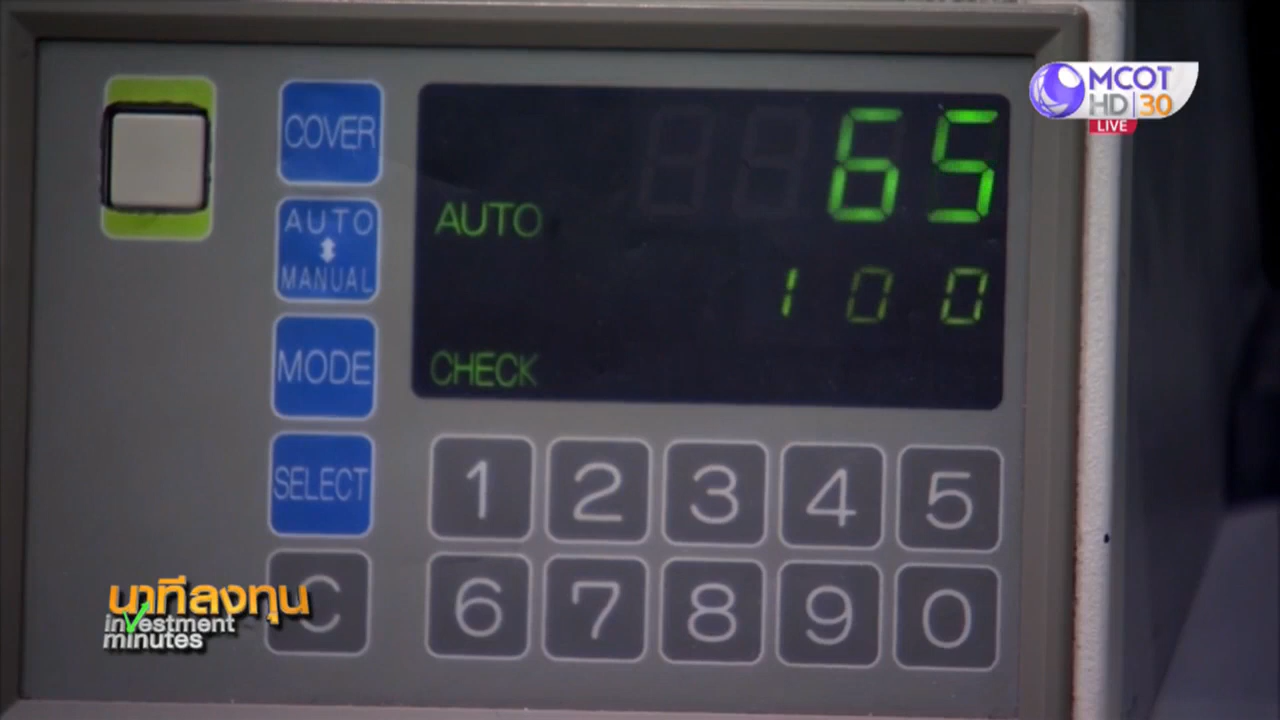 MCOT
HD 30
LIVE
COVER
AUTO
MANUAL
MODE
SELECT
C
65
AUTO
100
CHECK
1 2 3 4 5
6 7 8 9 0
นาทีลงทุน
investment
minutes